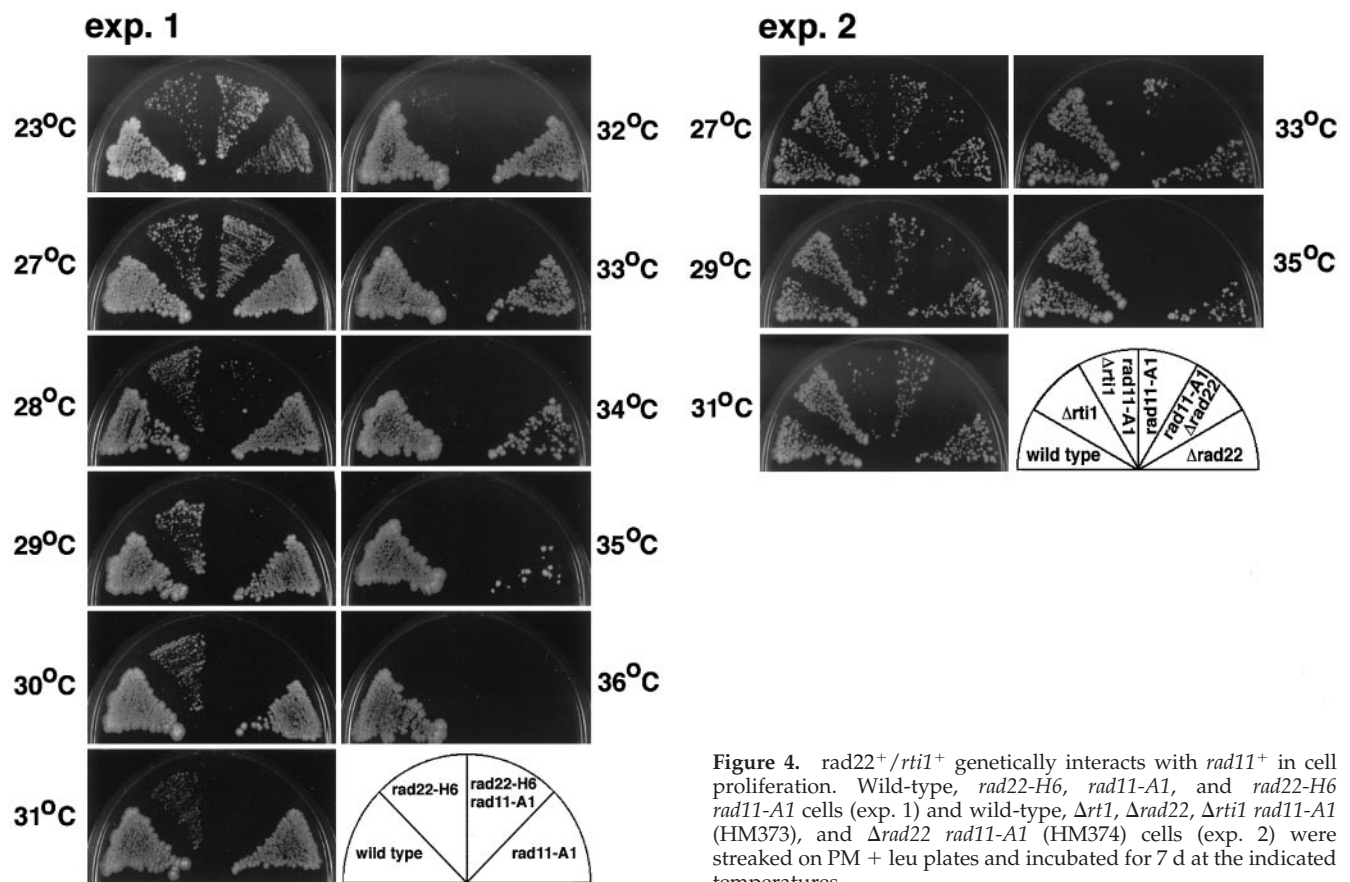 exp. 1
23°C
32°C
27°C
33°C
28°C
34°C
29°C
35°C
30°C
36°C
31°C
rad22-H6
rad22-H6
rad11-A1
wild type
rad11-A1
exp. 2
27°C
33°C
29°C
35°C
31°C
wild type
Δrti1
Δrti1
rad11-A1
rad11-A1
rad11-A1
Δrad22
Δrad22
Figure 4. rad22+/rti1+ genetically interacts with rad11+ in cell
proliferation. Wild-type, rad22-H6, rad11-A1, and rad22-H6
rad11-A1 cells (exp. 1) and wild-type, Δrt1, Δrad22, Δrti1 rad11-A1
(HM373), and Δrad22 rad11-A1 (HM374) cells (exp. 2) were
streaked on PM + leu plates and incubated for 7 d at the indicated
temperatures